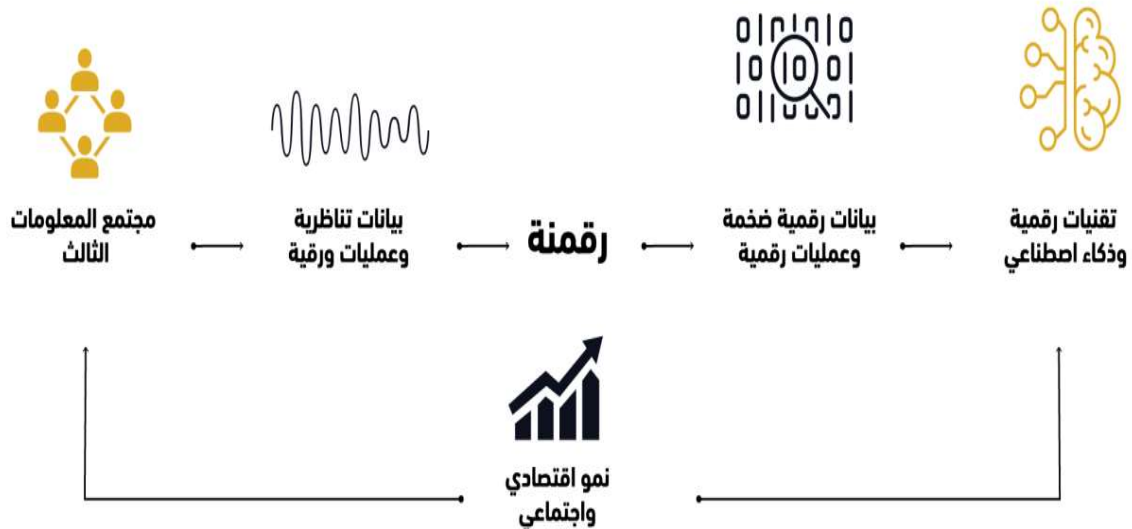 تقنيات رقمية
وذكاء اصطناعي
بيانات رقمية ضخمة
وعمليات رقمية
رقمنة
بيانات تناظرية
وعمليات ورقية
مجتمع المعلومات
الثالث
نمو اقتصادي
واجتماعي